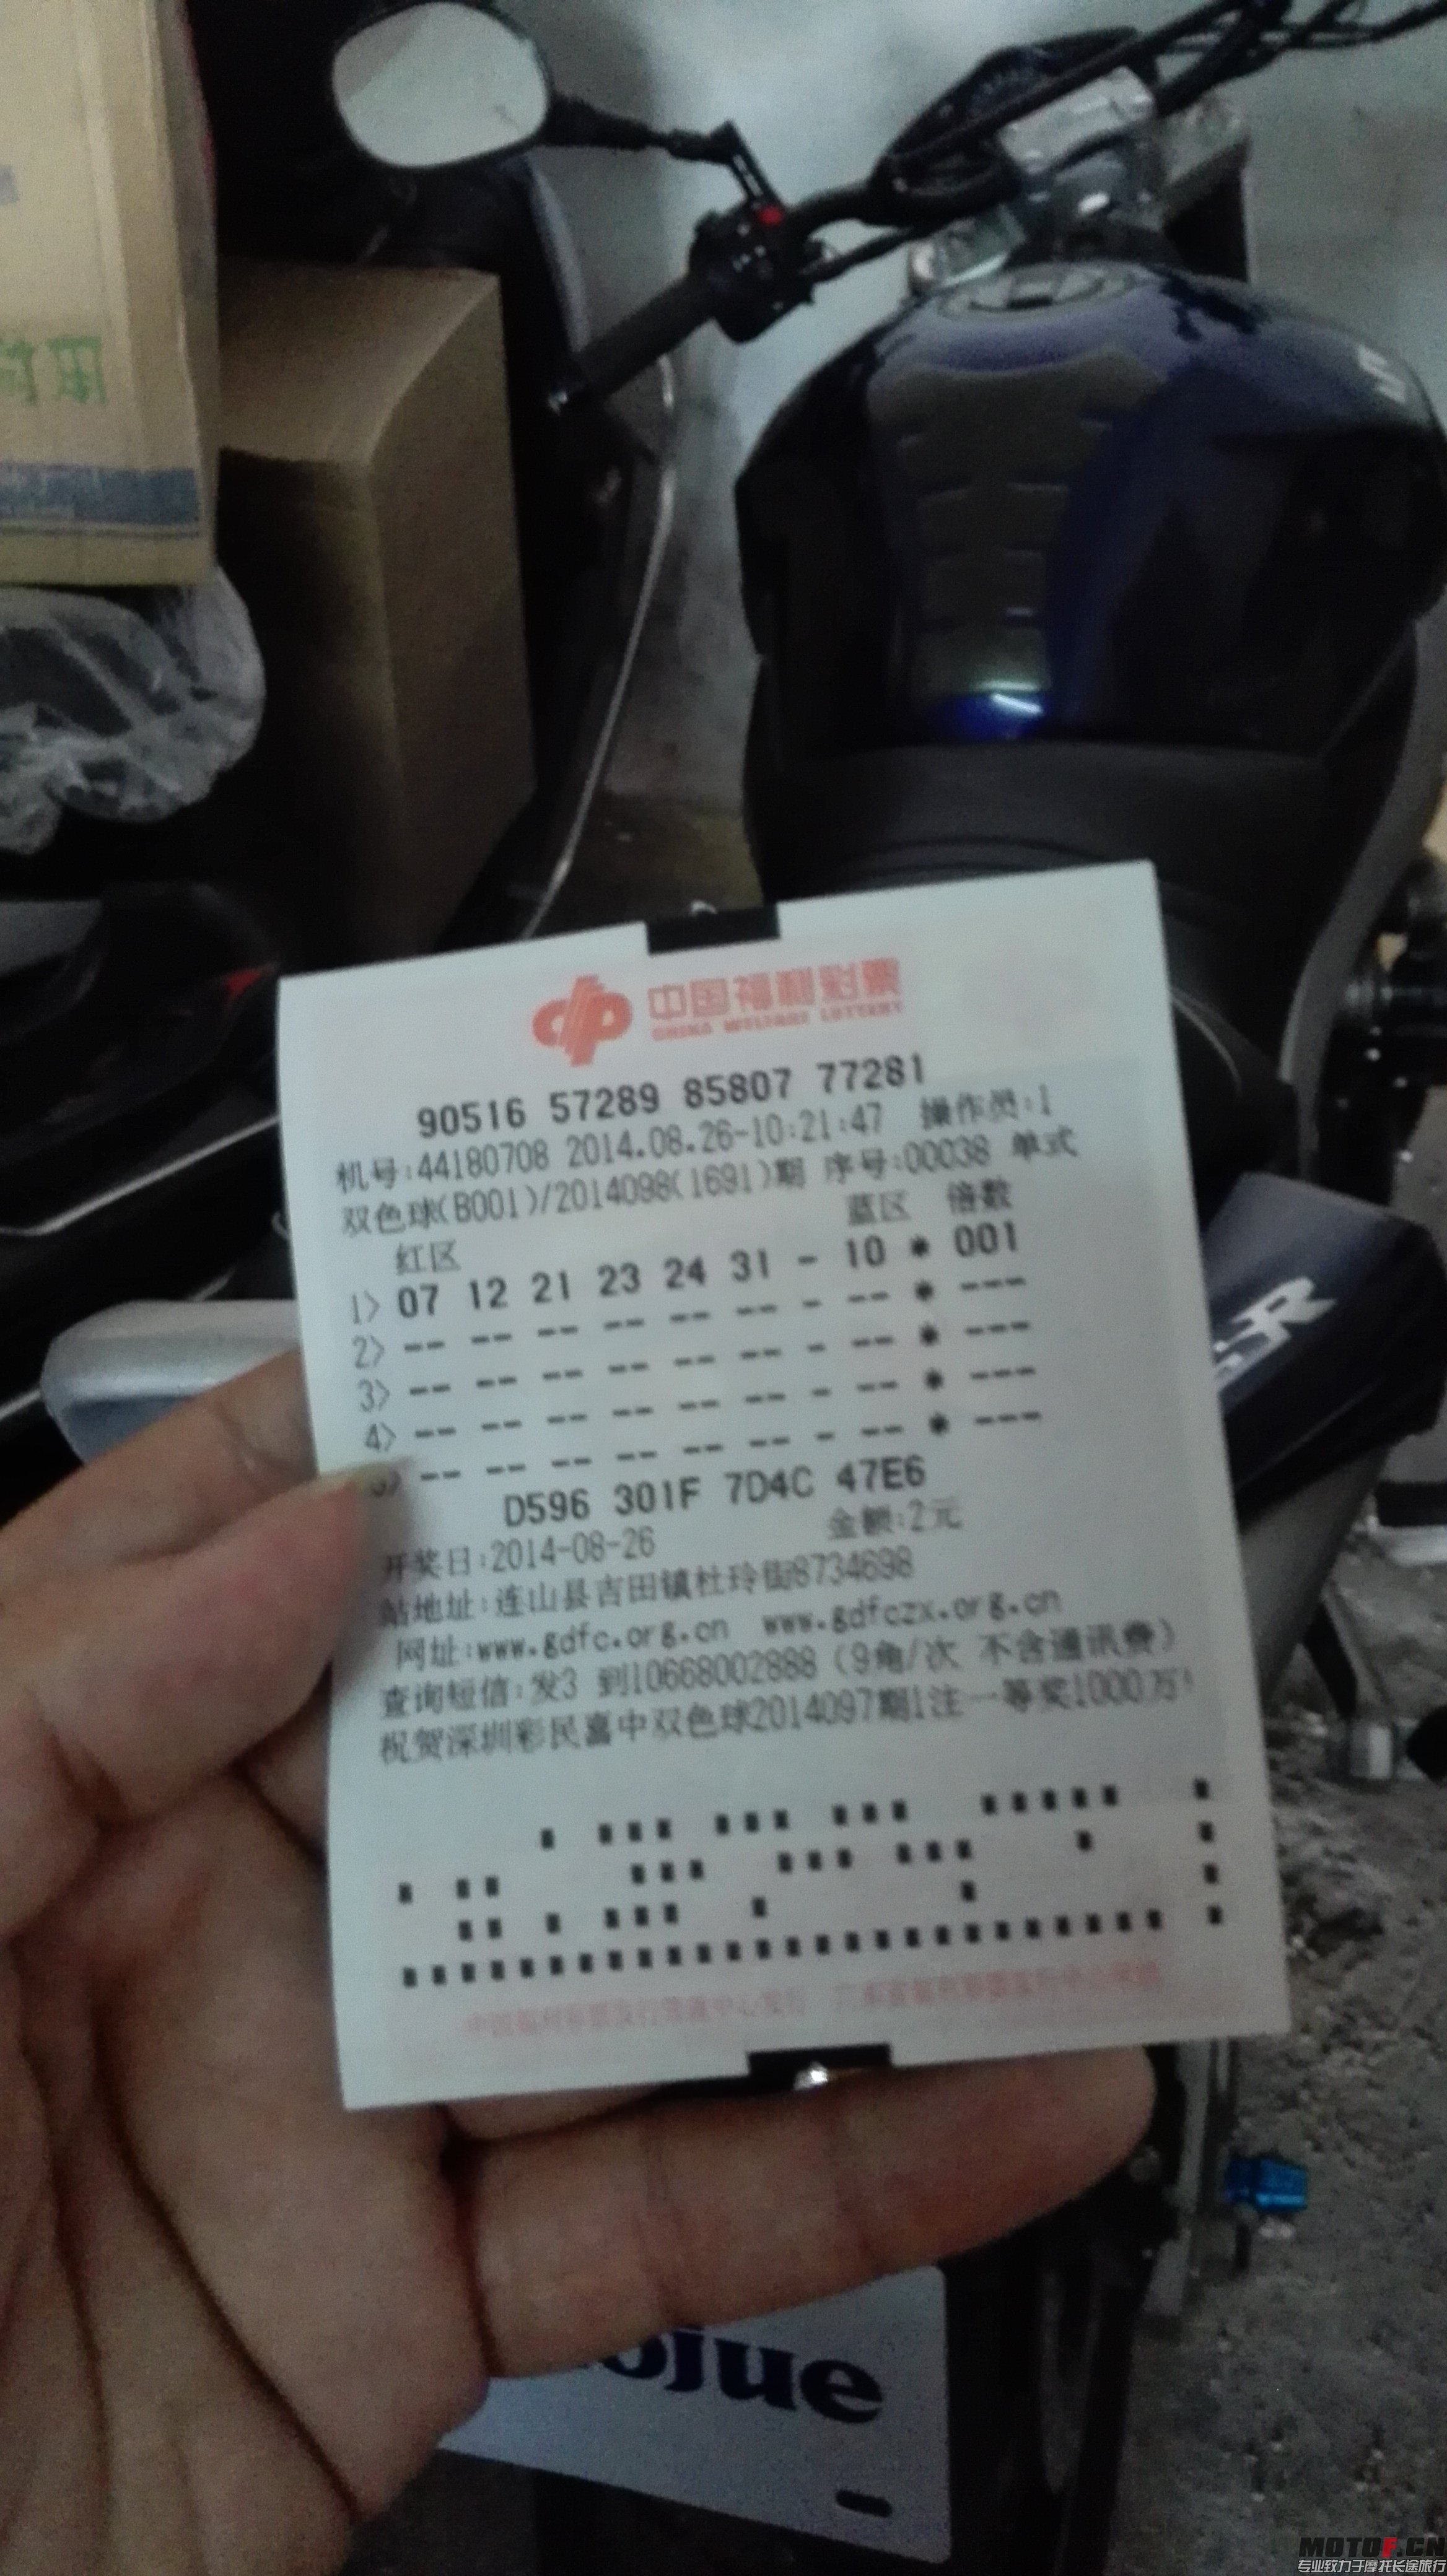 中国福利彩票
CHINA WELFARE LOTTERY
90516 57289 85807 77281
机号:44180708 2014.08.26-10:21:47 操作员:1
双色球(B001)/2014098(1691)期 序号:00038 单式
红区 蓝区 倍数
1> 07 12 21 23 24 31 - 10 * 001
2> -- -- -- -- -- -- - -- * ---
3> -- -- -- -- -- -- - -- * ---
4> -- -- -- -- -- -- - -- * ---
5> -- -- -- -- -- -- - -- * ---
D596 301F 7D4C 47E6
开奖日:2014-08-26 金额:2元
站地址:连山县吉田镇杜玲街8734698
网址:www.gdfc.org.cn www.gdfczx.org.cn
查询短信:发3 到10668002888(9角/次 不含通讯费)
祝贺深圳彩民喜中双色球2014097期1注一等奖1000万!
ojue
MOTOF.CN
专业致力于摩托长途旅行